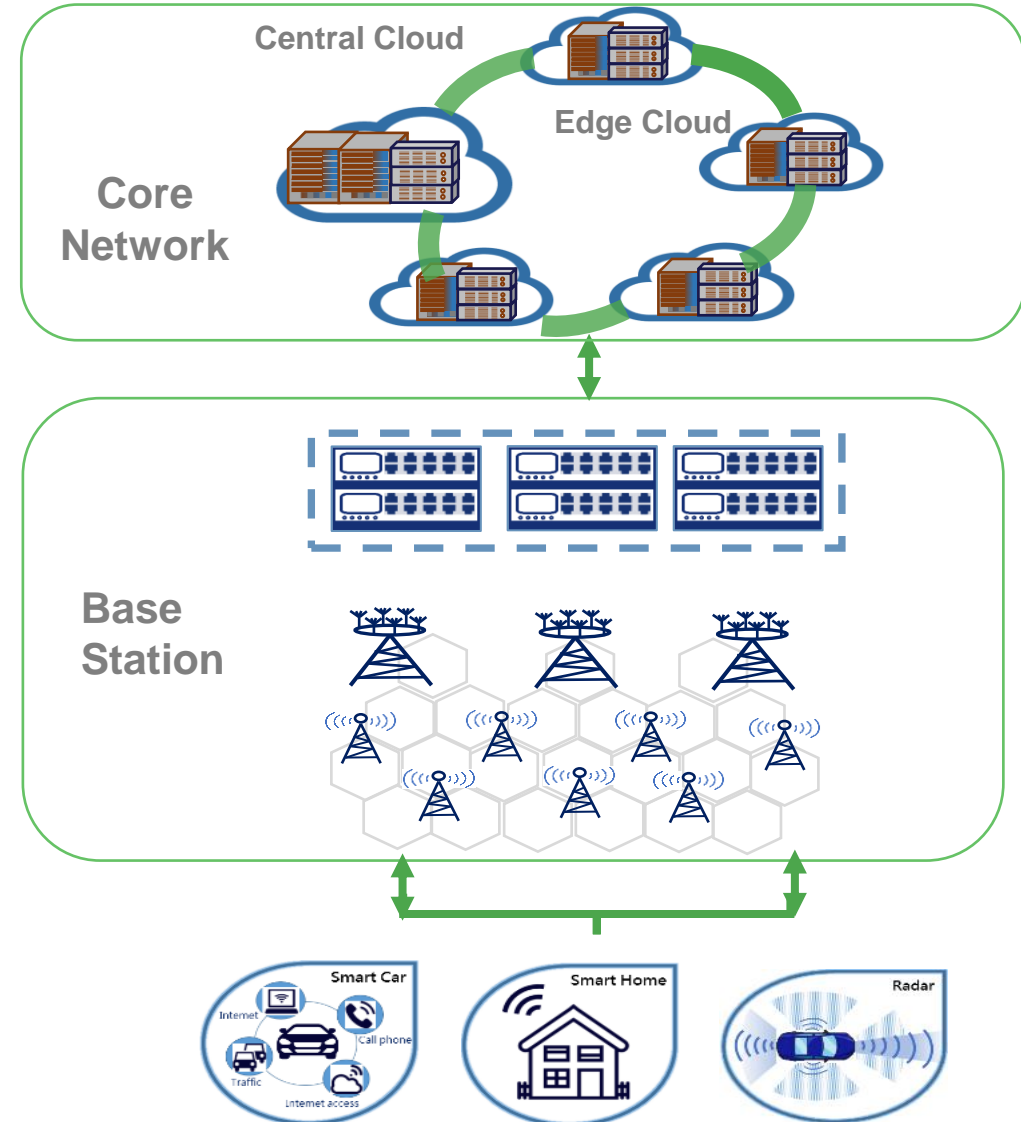 Central Cloud
Edge Cloud
Core
Network
Base
Station
Smart Car
Internet
Call phone
Traffic
Internet access
Smart Home
Radar